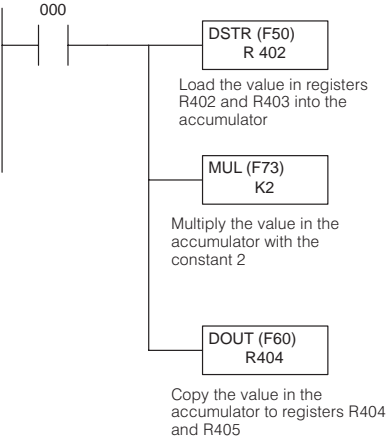 000
DSTR (F50)
R 402
Load the value in registers
R402 and R403 into the
accumulator
MUL (F73)
K2
Multiply the value in the
accumulator with the
constant 2
DOUT (F60)
R404
Copy the value in the
accumulator to registers R404
and R405